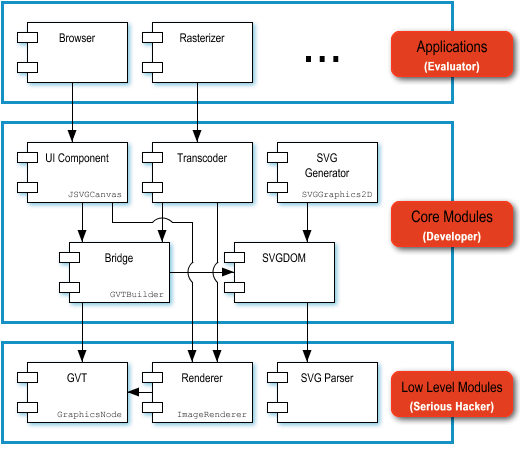 Browser
Rasterizer
...
Applications
(Evaluator)
UI Component
JSVGCanvas
Transcoder
SVG
Generator
SVGGraphics2D
Core Modules
(Developer)
Bridge
GVTBuilder
SVGDOM
GVT
GraphicsNode
Renderer
ImageRenderer
SVG Parser
Low Level Modules
(Serious Hacker)